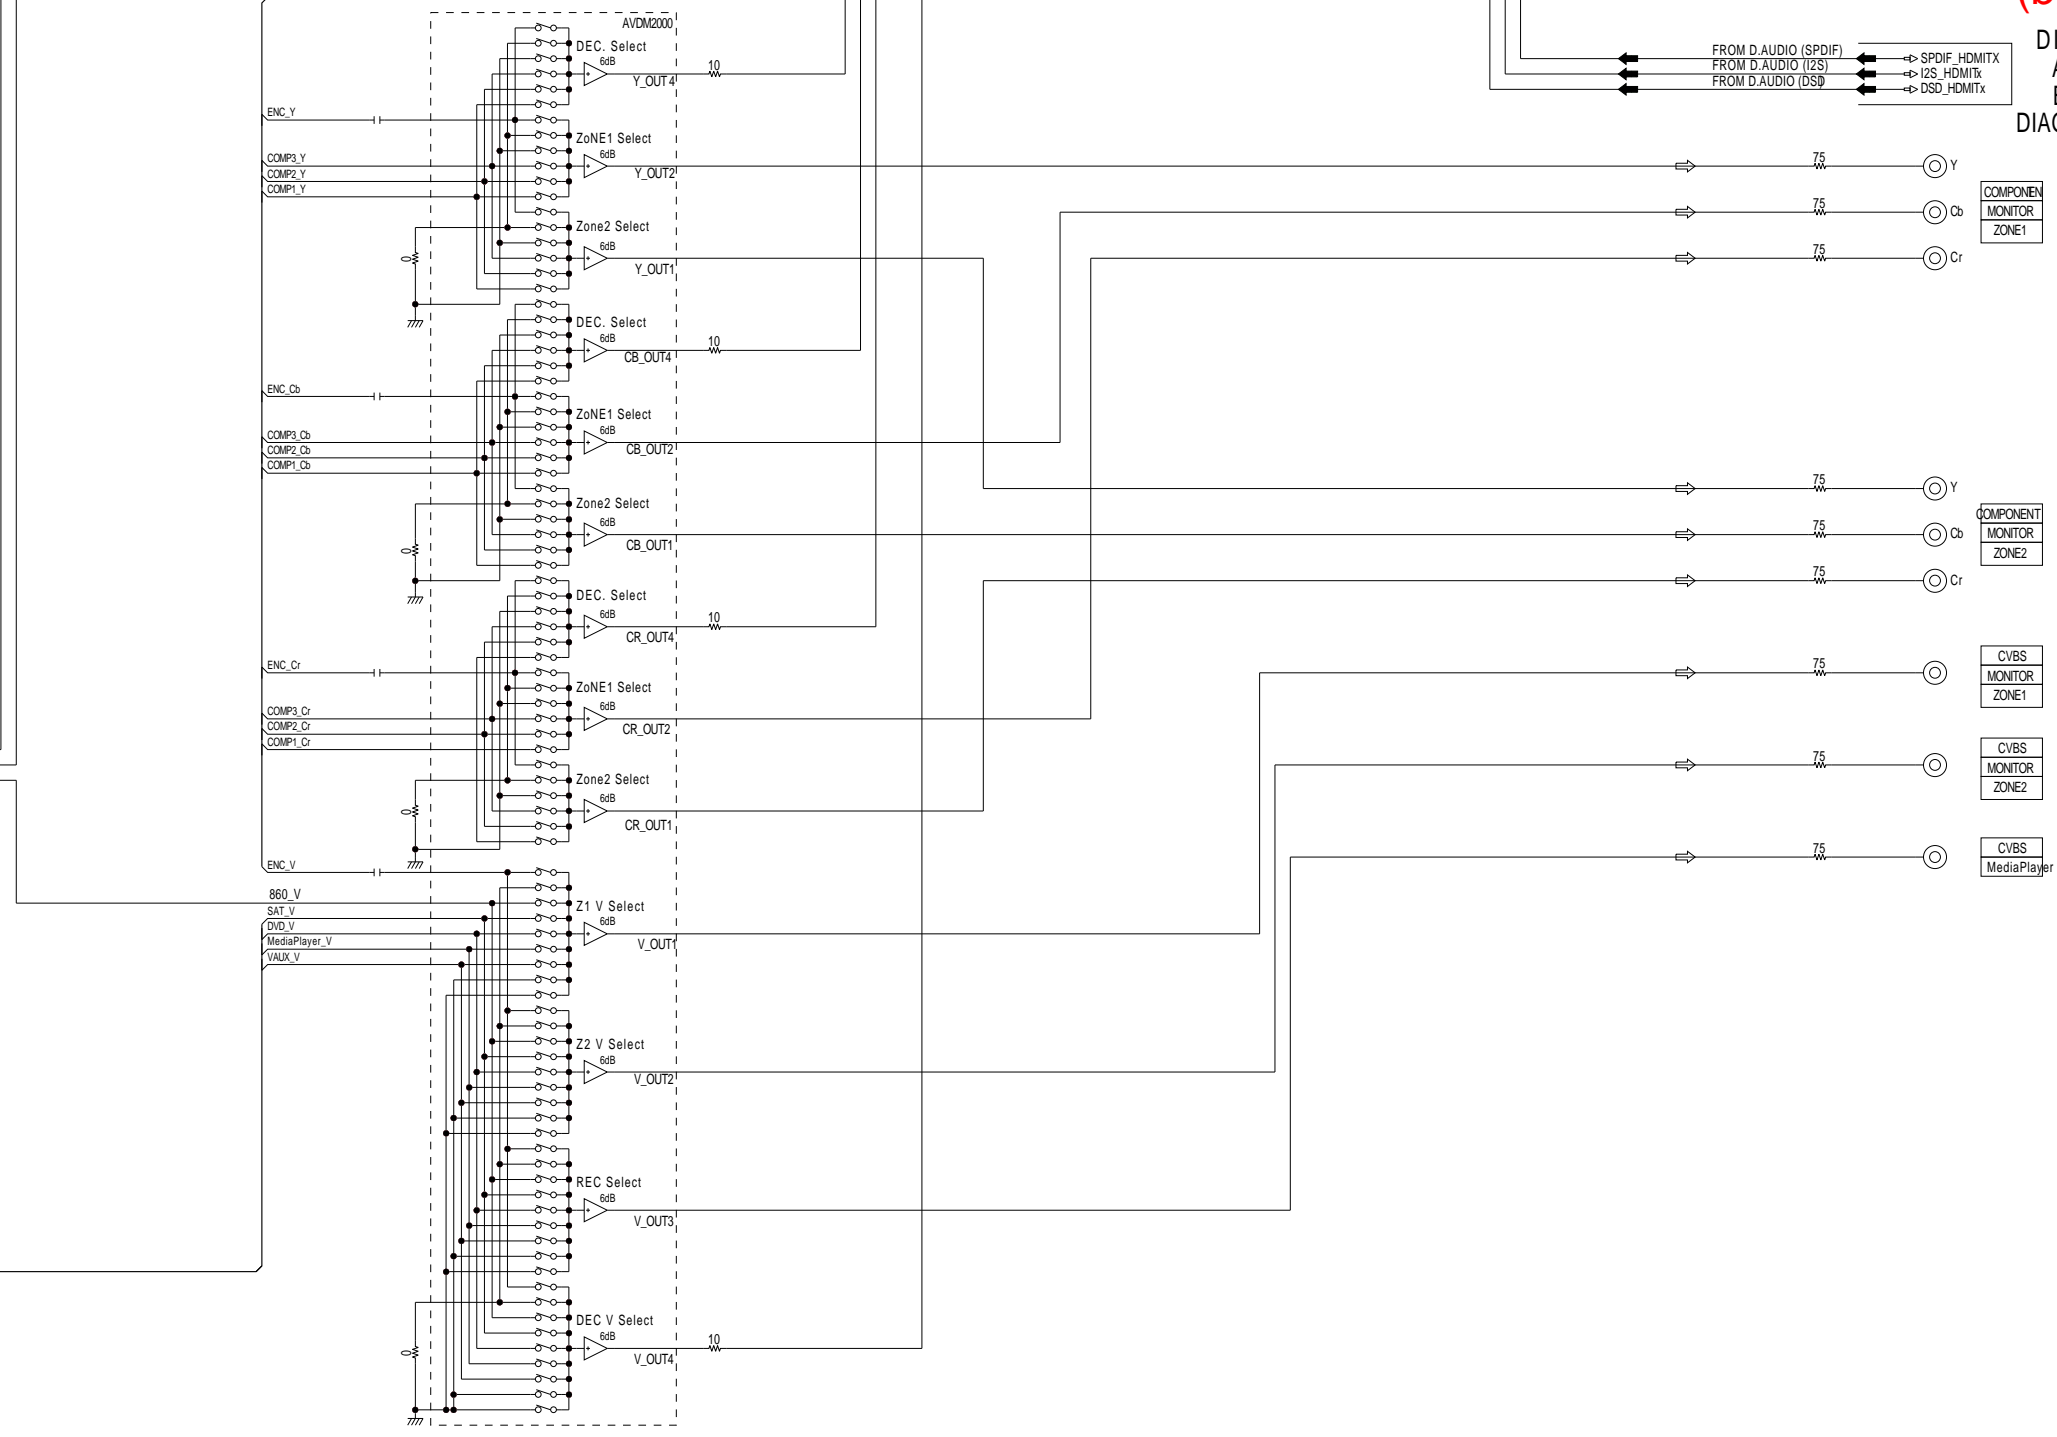 AVDM2000
DEC. Select
6dB
Y_OUT4
10
ENC_Y
ZoNE1 Select
6dB
Y_OUT2
COMP3_Y
COMP2_Y
COMP1_Y
Zone2 Select
6dB
Y_OUT1
0
DEC. Select
6dB
CB_OUT4
10
ENC_Cb
ZoNE1 Select
6dB
CB_OUT2
COMP3_Cb
COMP2_Cb
COMP1_Cb
Zone2 Select
6dB
CB_OUT1
0
DEC. Select
6dB
CR_OUT4
10
ENC_Cr
ZoNE1 Select
6dB
CR_OUT2
COMP3_Cr
COMP2_Cr
COMP1_Cr
Zone2 Select
6dB
CR_OUT1
0
ENC_V
860_V
SAT_V
DVD_V
MediaPlayer_V
VAUX_V
Z1 V Select
6dB
V_OUT1
Z2 V Select
6dB
V_OUT2
REC Select
6dB
V_OUT3
DEC V Select
6dB
V_OUT4
10
0
FROM D.AUDIO (SPDIF)
FROM D.AUDIO (I2S)
FROM D.AUDIO (DSD)
SPDIF_HDMITX
I2S_HDMITx
DSD_HDMITx
DIAG
75
Y
75
Cb
75
Cr
COMPONEN
MONITOR
ZONE1
75
Y
75
Cb
75
Cr
COMPONENT
MONITOR
ZONE2
75
CVBS
MONITOR
ZONE1
75
CVBS
MONITOR
ZONE2
75
CVBS
MediaPlayer